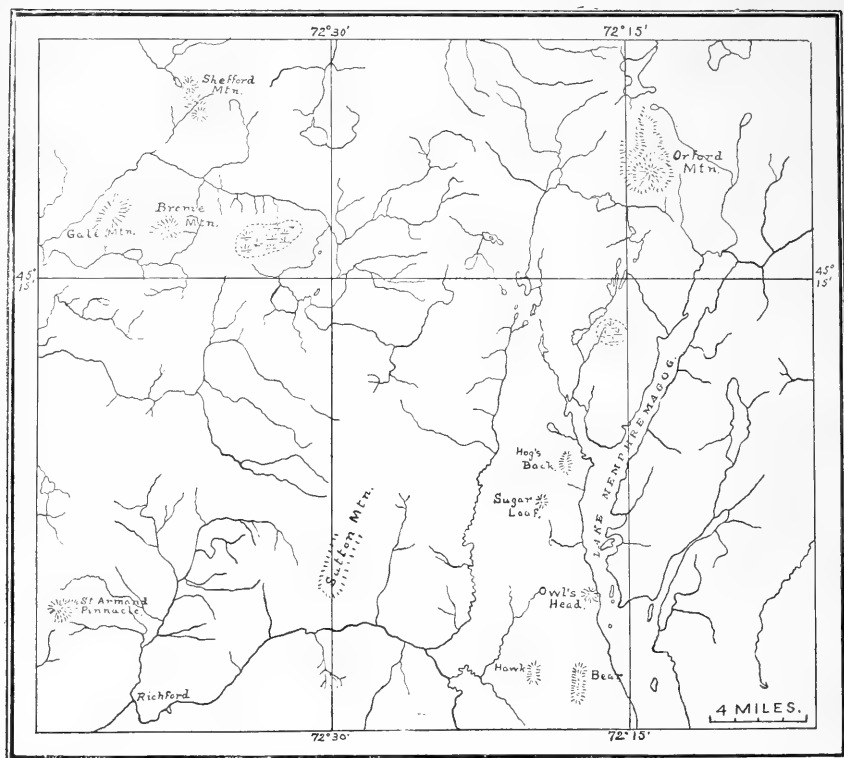 72°30'
72°15'
Shefford
Mtn.
Orford
Mtn.
Brome
Mtn.
Gale Mtn.
45°
15'
45°
15'
LAKE MEMPHREMAGOG.
Hog's
Back.
Sugar
Loaf.
Sutton Mtn.
Owl's
Head.
St Armand
Pinnacle.
Hawk
Bear
Richford
4 MILES.
72°30'
72°15'